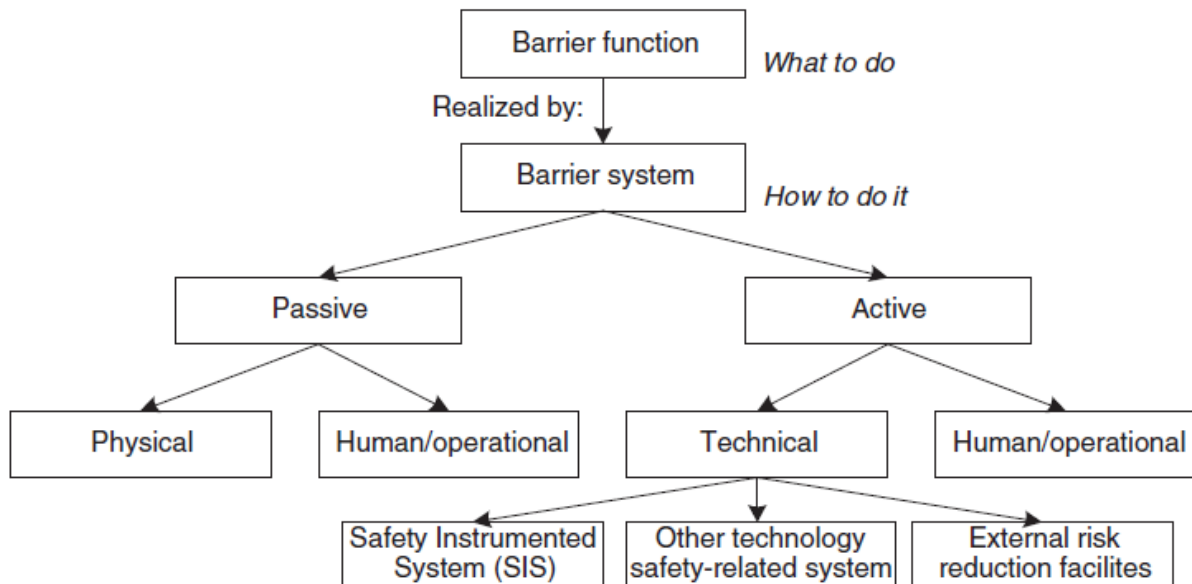 Barrier function
What to do
Realized by:
Barrier system
How to do it
Passive
Active
Physical
Human/operational
Technical
Human/operational
Safety Instrumented
System (SIS)
Other technology
safety-related system
External risk
reduction facilites